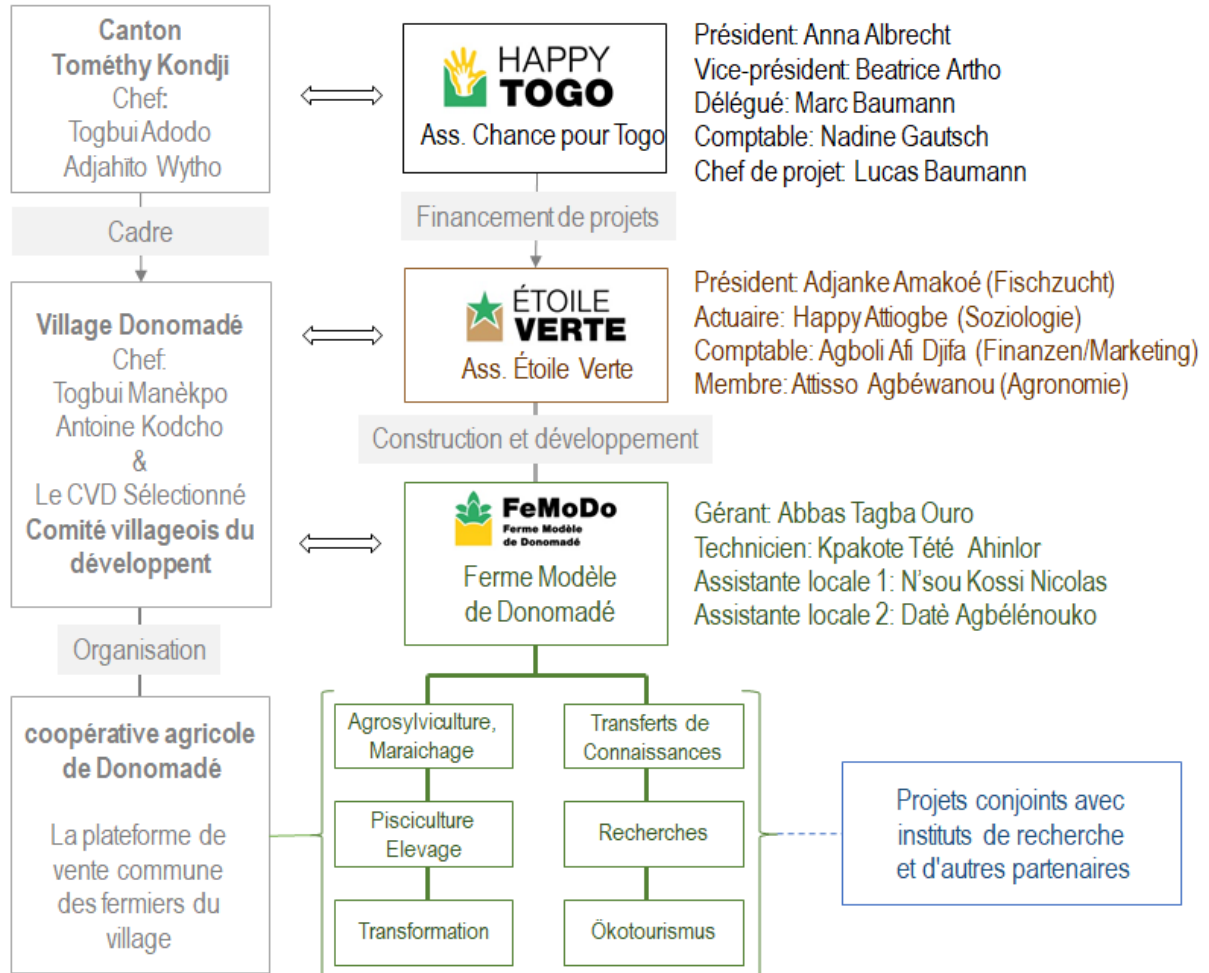 Canton
Tométhy Kondji
Chef:
Togbui Adodo
Adjahito Wytho
HAPPY
TOGO
Ass. Chance pour Togo
Président: Anna Albrecht
Vice-président: Beatrice Artho
Délégué: Marc Baumann
Comptable: Nadine Gautsch
Chef de projet: Lucas Baumann
Cadre
Financement de projets
Village Donomadé
Chef:
Togbui Manèkpo
Antoine Kodcho
&
Le CVD Sélectionné
Comité villageois du
développent
ÉTOILE
VERTE
Ass. Étoile Verte
Président: Adjanke Amakoé (Fischzucht)
Actuaire: Happy Attiogbe (Soziologie)
Comptable: Agboli Afi Djifa (Finanzen/Marketing)
Membre: Attisso Agbéwanou (Agronomie)
Construction et développement
FeMoDo
Ferme Modèle
de Donomadé
Ferme Modèle
de Donomadé
Gérant: Abbas Tagba Ouro
Technicien: Kpakote Tété Ahinlor
Assistante locale 1: N'sou Kossi Nicolas
Assistante locale 2: Datè Agbélénouko
Organisation
coopérative agricole
de Donomadé
La plateforme de
vente commune
des fermiers du
village
Agrosylviculture,
Maraichage
Pisciculture
Elevage
Transformation
Transferts de
Connaissances
Recherches
Ökotourismus
Projets conjoints avec
instituts de recherche
et d'autres partenaires